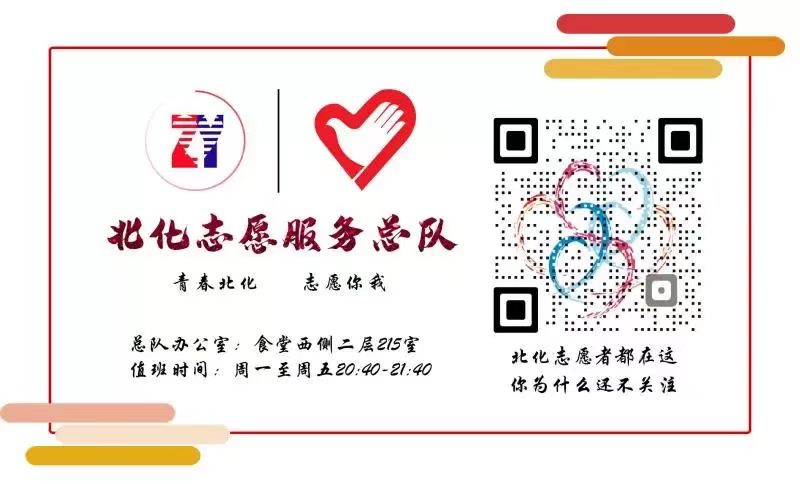 ZY
北化志愿服务总队
青春北化 志愿你我
总队办公室：食堂西侧二层215室
值班时间：周一至周五20:40-21:40
北化志愿者都在这
你为什么还不关注